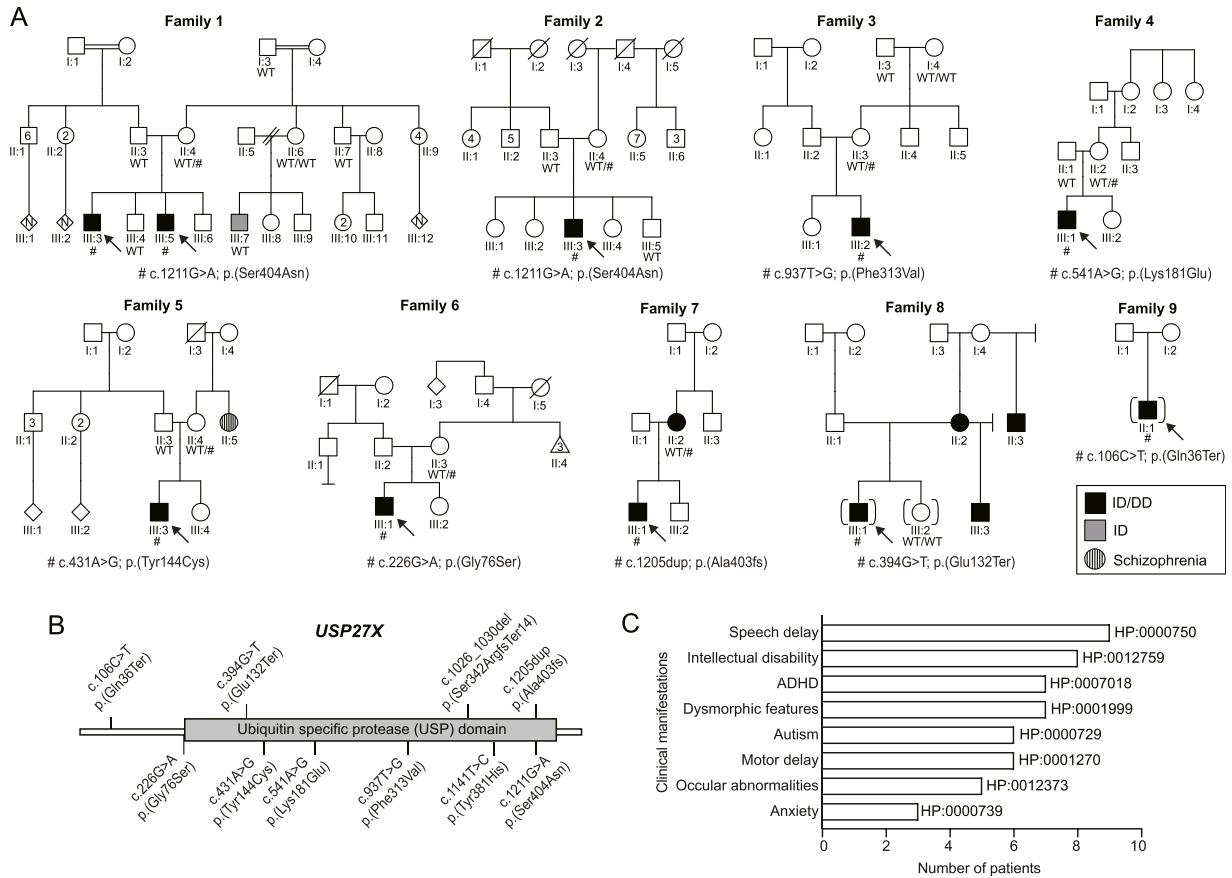 A
Family 1
Family 2
Family 3
Family 4
I:1
I:2
I:3
WT
I:4
6
II:1
2
II:2
II:3
WT
II:4
WT/#
II:5
II:6
WT/WT
II:7
WT
II:8
4
II:9
N
III:1
N
III:2
III:3
#
III:4
WT
III:5
#
III:6
III:7
WT
III:8
III:9
2
III:10
III:11
N
III:12
# c.1211G>A; p.(Ser404Asn)
I:1
I:2
I:3
I:4
I:5
4
II:1
5
II:2
II:3
WT
II:4
WT/#
7
II:5
3
II:6
III:1
III:2
III:3
#
III:4
III:5
WT
# c.1211G>A; p.(Ser404Asn)
I:1
I:2
I:3
WT
I:4
WT/WT
II:1
II:2
II:3
WT/#
II:4
II:5
III:1
III:2
#
# c.937T>G; p.(Phe313Val)
I:1
I:2
I:3
I:4
II:1
WT
II:2
WT/#
II:3
III:1
#
III:2
# c.541A>G; p.(Lys181Glu)
Family 5
Family 6
Family 7
Family 8
Family 9
I:1
I:2
I:3
I:4
3
II:1
2
II:2
II:3
WT
II:4
WT/#
II:5
III:1
III:2
III:3
#
III:4
# c.431A>G; p.(Tyr144Cys)
I:1
I:2
I:3
I:4
I:5
II:1
II:2
II:3
WT/#
3
II:4
III:1
#
III:2
# c.226G>A; p.(Gly76Ser)
I:1
I:2
II:1
II:2
WT/#
II:3
III:1
#
III:2
# c.1205dup; p.(Ala403fs)
I:1
I:2
I:3
I:4
II:1
II:2
II:3
III:1
#
III:2
WT/WT
III:3
# c.394G>T; p.(Glu132Ter)
I:1
I:2
II:1
#
# c.106C>T; p.(Gln36Ter)
ID/DD
ID
Schizophrenia
B
USP27X
c.106C>T
p.(Gln36Ter)
c.394G>T
p.(Glu132Ter)
c.1026_1030del
p.(Ser342ArgfsTer14)
c.1205dup
p.(Ala403fs)
Ubiquitin specific protease (USP) domain
c.226G>A
p.(Gly76Ser)
c.431A>G
p.(Tyr144Cys)
c.541A>G
p.(Lys181Glu)
c.937T>G
p.(Phe313Val)
c.1141T>C
p.(Tyr381His)
c.1211G>A
p.(Ser404Asn)
C
Clinical manifestations
Speech delay
HP:0000750
Intellectual disability
HP:0012759
ADHD
HP:0007018
Dysmorphic features
HP:0001999
Autism
HP:0000729
Motor delay
HP:0001270
Occular abnormalities
HP:0012373
Anxiety
HP:0000739
0
2
4
6
8
10
Number of patients